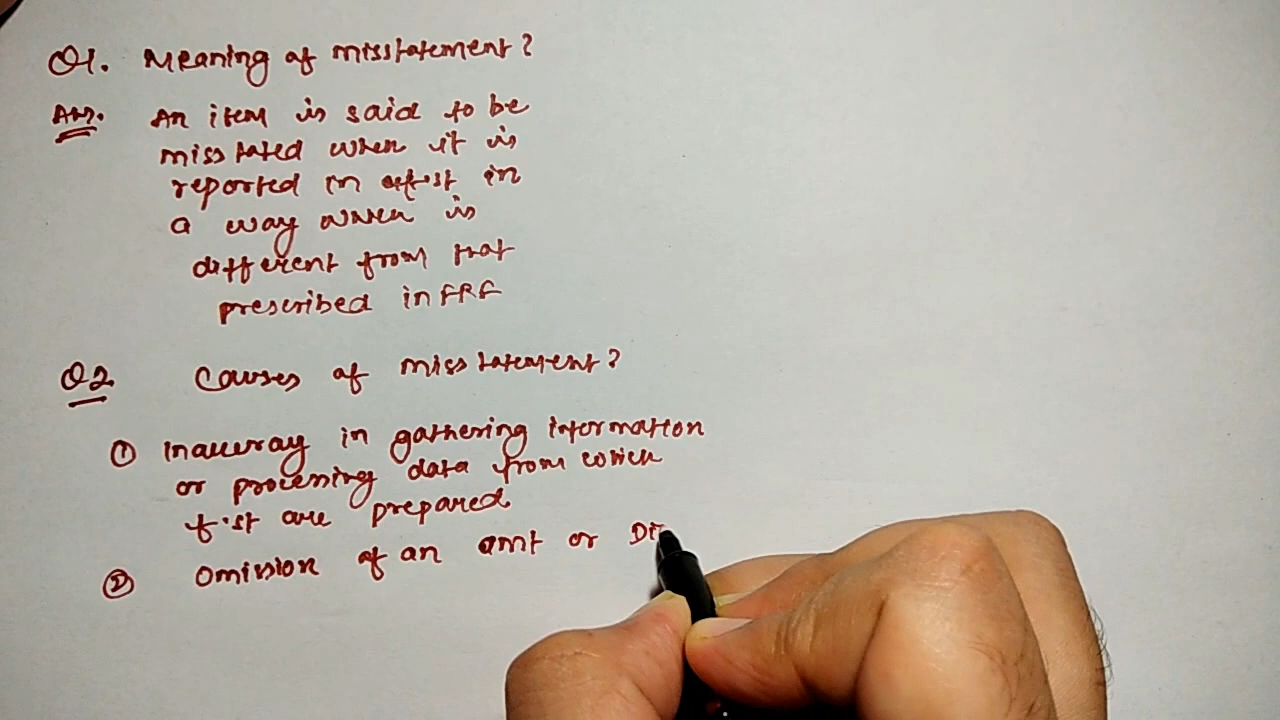 Q1. Meaning of misstatement?
Ans. An item is said to be
misstated when it is
reported in f.st in
a way which is
different from that
prescribed in FRF
Q2 Causes of misstatement?
① Inaccuracy in gathering information
or processing data from which
f.st are prepared
② Omission of an amt or Di